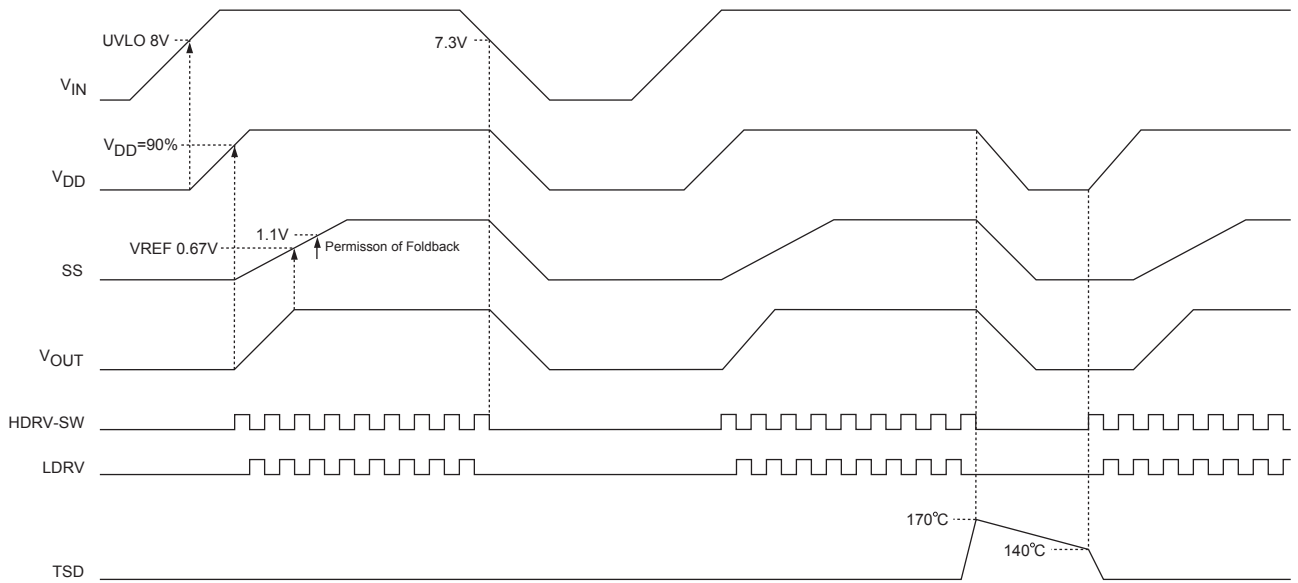 UVLO 8V
7.3V
VIN
VDD=90%
VDD
1.1V
VREF 0.67V
Permisson of Foldback
SS
VOUT
HDRV-SW
LDRV
170℃
140℃
TSD